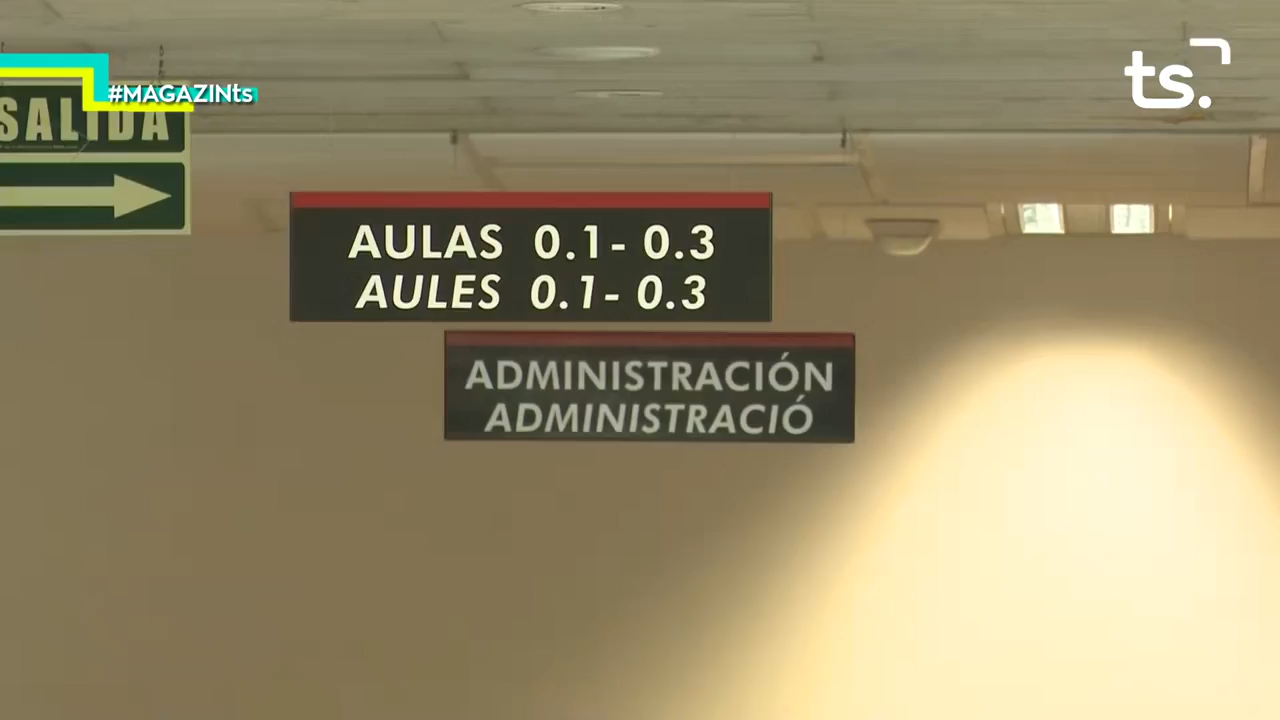 #MAGAZINts
ts.
SALIDA
AULAS 0.1- 0.3
AULES 0.1- 0.3
ADMINISTRACIÓN
ADMINISTRACIÓ